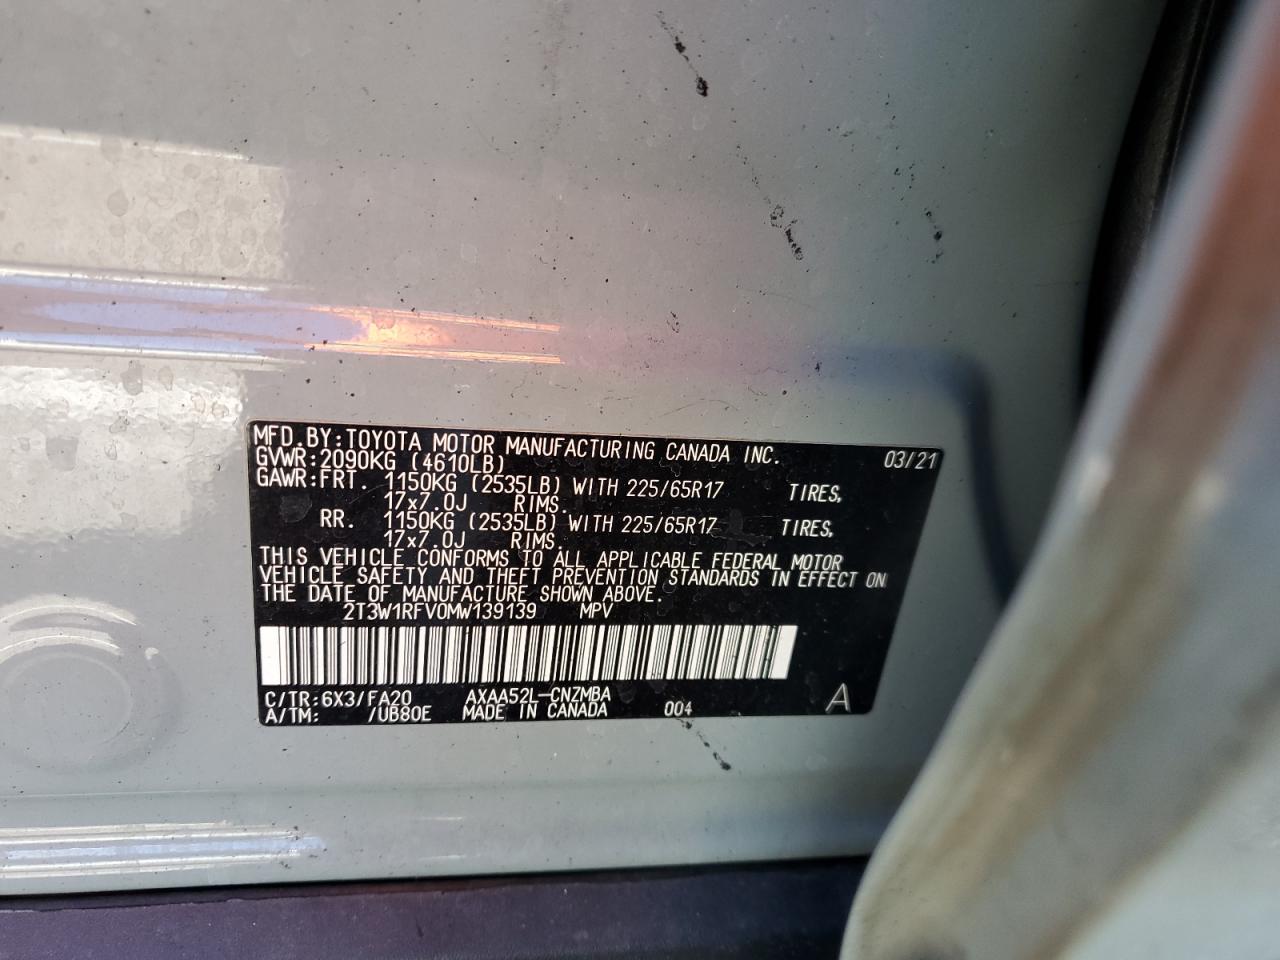 MFD.BY:TOYOTA MOTOR MANUFACTURING CANADA INC. 03/21
GVWR:2090KG (4610LB)
GAWR:FRT. 1150KG (2535LB) WITH 225/65R17 TIRES,
17x7.0J RIMS.
RR. 1150KG (2535LB) WITH 225/65R17 TIRES,
17x7.0J RIMS.
THIS VEHICLE CONFORMS TO ALL APPLICABLE FEDERAL MOTOR
VEHICLE SAFETY AND THEFT PREVENTION STANDARDS IN EFFECT ON
THE DATE OF MANUFACTURE SHOWN ABOVE.
2T3W1RFV0MW139139 MPV
C/TR:6X3/FA20 AXAA52L-CNZMBA
A/TM: /UB80E MADE IN CANADA 004 A